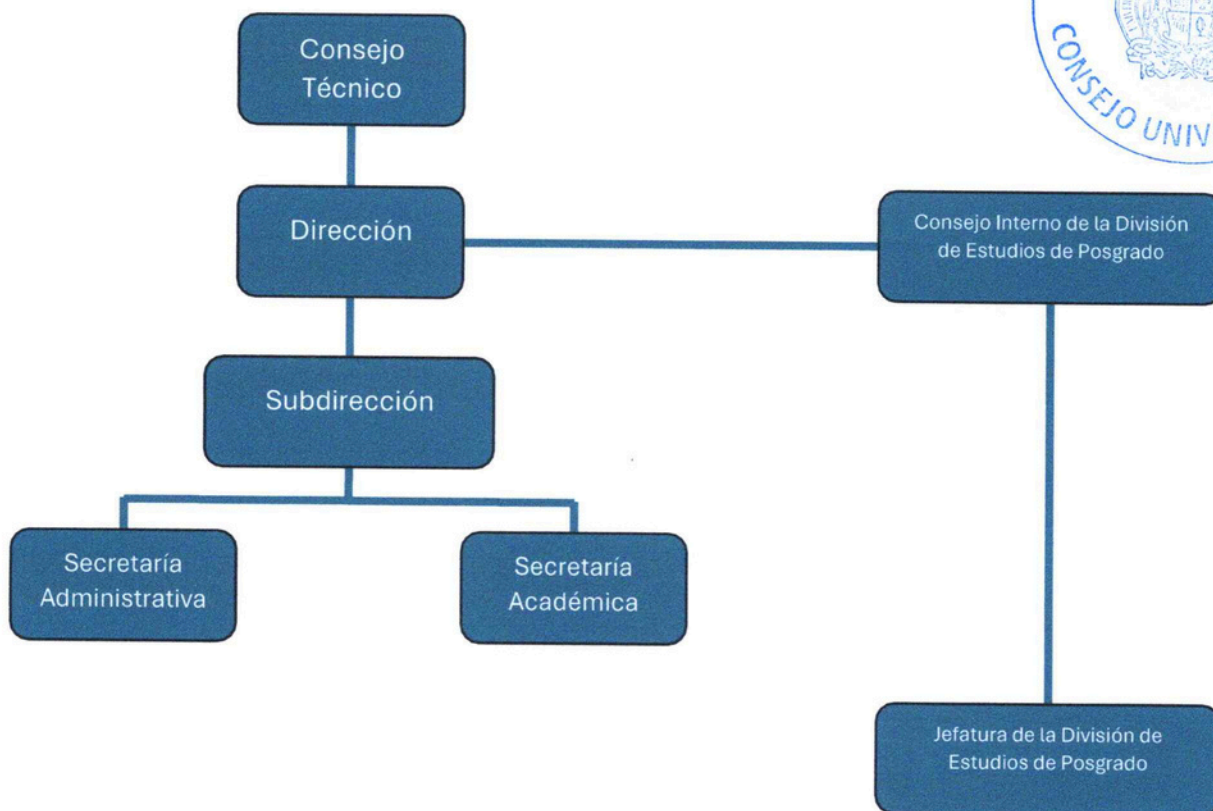 Consejo
Técnico
CONSEJO UNIV
Dirección
Consejo Interno de la División
de Estudios de Posgrado
Subdirección
Secretaría
Administrativa
Secretaría
Académica
Jefatura de la División de
Estudios de Posgrado